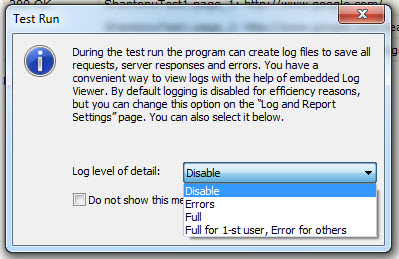 200 OK ShantonyTest1 page_1: http://www.google.com/
Test Run
During the test run the program can create log files to save all
requests, server responses and errors. You have a
convenient way to view logs with the help of embedded Log
Viewer. By default logging is disabled for efficiency reasons,
but you can change this option on the “Log and Report
Settings” page. You can also select it below.
Log level of detail: Disable
Disable
Do not show this me
Errors
Full
Full for 1-st user, Error for others